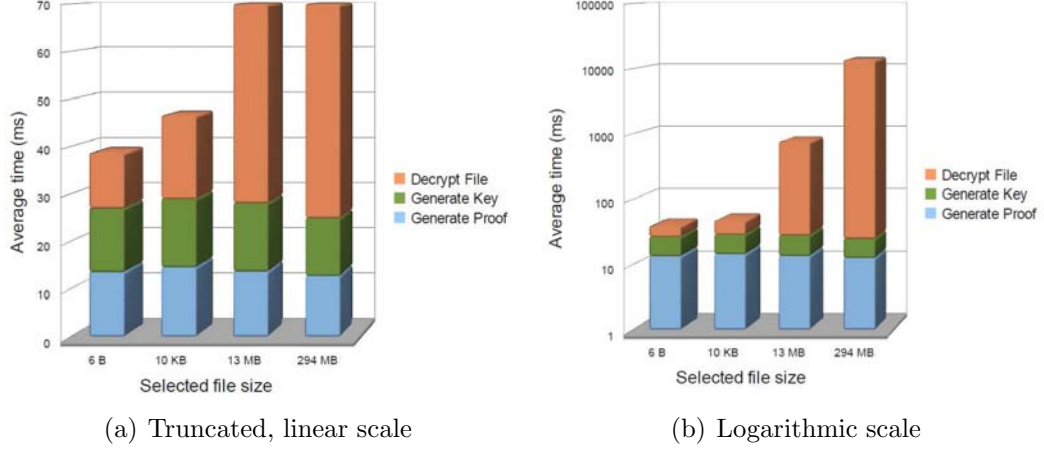 70
60
50
40
30
20
10
0
Average time (ms)
6 B 10 KB 13 MB 294 MB
Selected file size
Decrypt File
Generate Key
Generate Proof
(a) Truncated, linear scale
100000
10000
1000
100
10
1
Average time (ms)
6 B 10 KB 13 MB 294 MB
Selected file size
Decrypt File
Generate Key
Generate Proof
(b) Logarithmic scale